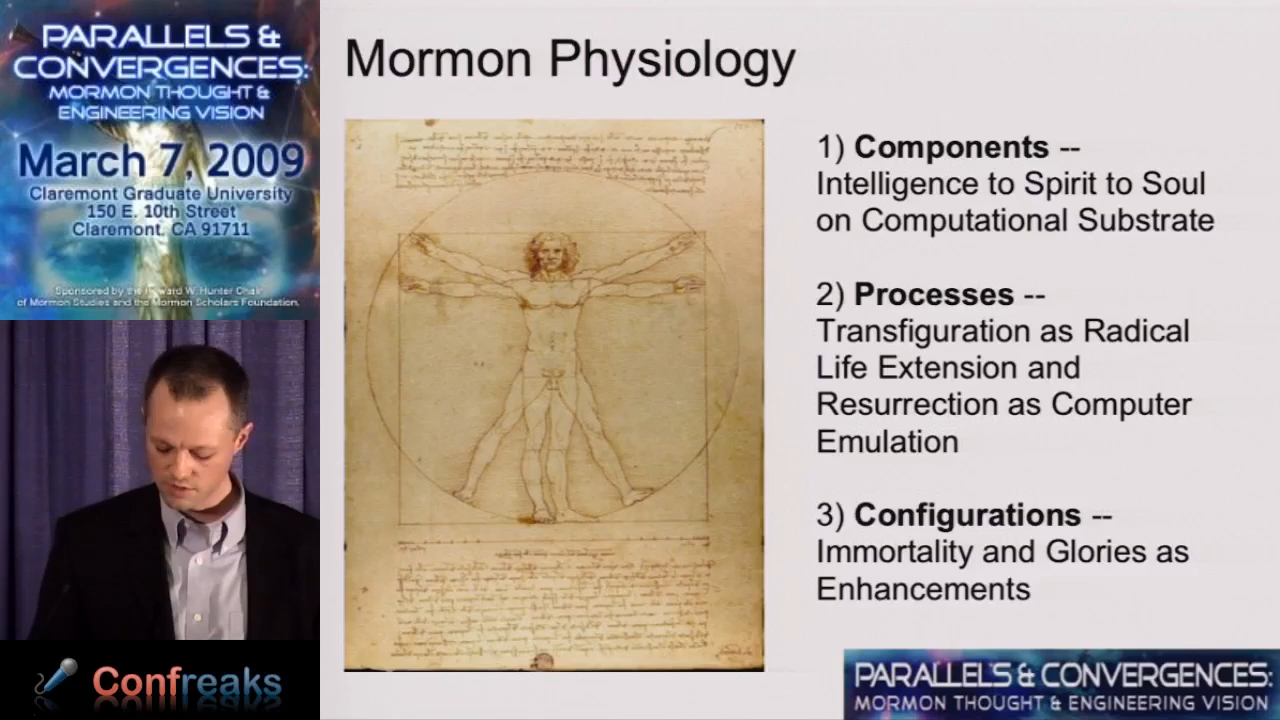 PARALLELS &
CONVERGENCES:
MORMON THOUGHT &
ENGINEERING VISION
March 7, 2009
Claremont Graduate University
150 E. 10th Street
Claremont, CA 91711
Sponsored by the Howard W. Hunter Chair
of Mormon Studies and the Mormon Scholars Foundation.
Confreaks
Mormon Physiology
1) Components --
Intelligence to Spirit to Soul
on Computational Substrate
2) Processes --
Transfiguration as Radical
Life Extension and
Resurrection as Computer
Emulation
3) Configurations --
Immortality and Glories as
Enhancements
PARALLELS & CONVERGENCES:
MORMON THOUGHT & ENGINEERING VISION